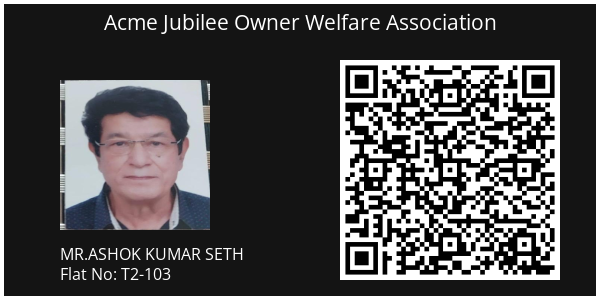 Acme Jubilee Owner Welfare Association
MR.ASHOK KUMAR SETH
Flat No: T2-103